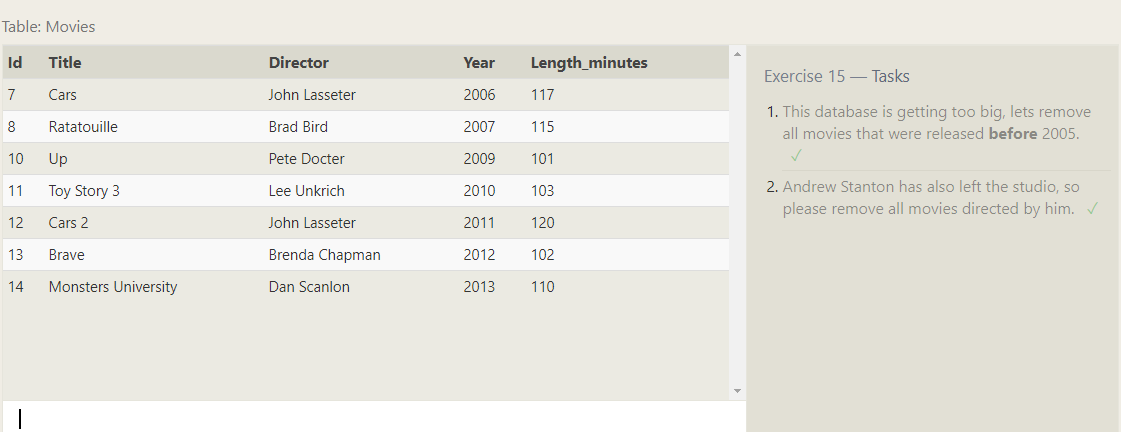 Table: Movies
Id Title Director Year Length_minutes
7 Cars John Lasseter 2006 117
8 Ratatouille Brad Bird 2007 115
10 Up Pete Docter 2009 101
11 Toy Story 3 Lee Unkrich 2010 103
12 Cars 2 John Lasseter 2011 120
13 Brave Brenda Chapman 2012 102
14 Monsters University Dan Scanlon 2013 110
Exercise 15 — Tasks
1. This database is getting too big, lets remove
all movies that were released before 2005.
✓
2. Andrew Stanton has also left the studio, so
please remove all movies directed by him. ✓